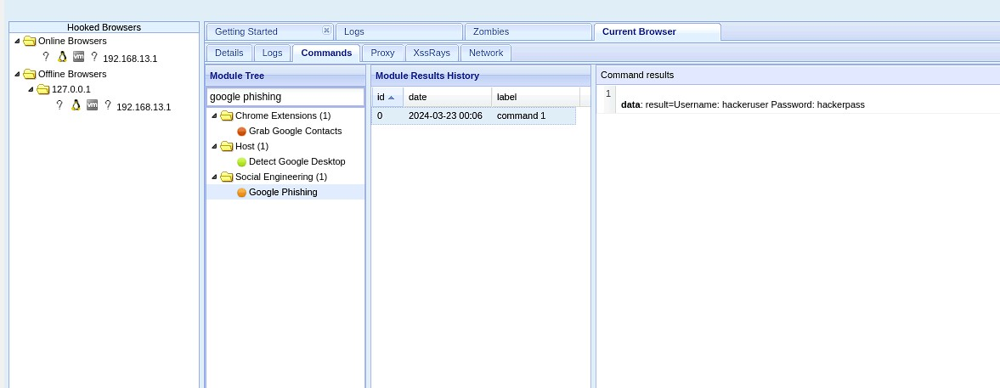 Hooked Browsers
Online Browsers
? vm ? 192.168.13.1
Offline Browsers
127.0.0.1
? vm ? 192.168.13.1
Getting Started
Logs
Zombies
Current Browser
Details
Logs
Commands
Proxy
XssRays
Network
Module Tree
google phishing
Chrome Extensions (1)
Grab Google Contacts
Host (1)
Detect Google Desktop
Social Engineering (1)
Google Phishing
Module Results History
id date label
0 2024-03-23 00:06 command 1
Command results
1
data: result=Username: hackeruser Password: hackerpass